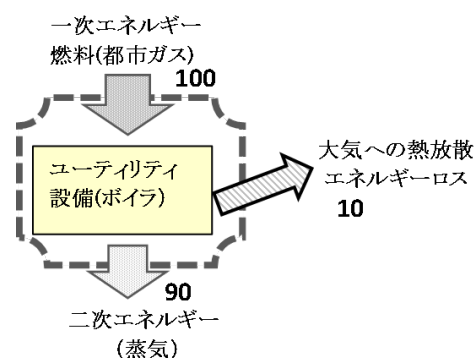 一次エネルギー
燃料(都市ガス)
100
ユーティリティ
設備(ボイラ)
大気への熱放散
エネルギーロス
10
90
二次エネルギー
(蒸気)